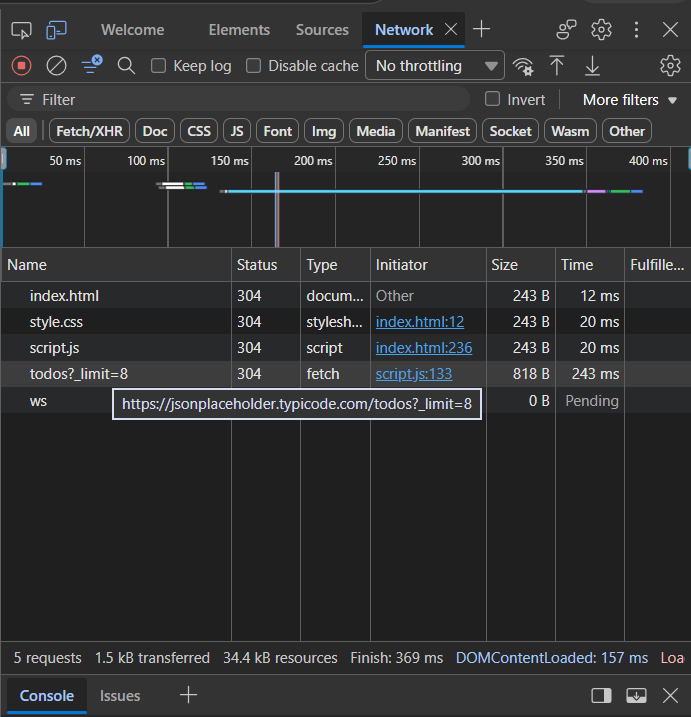 Welcome Elements Sources Network
Keep log Disable cache No throttling
Filter Invert More filters
All Fetch/XHR Doc CSS JS Font Img Media Manifest Socket Wasm Other
50 ms 100 ms 150 ms 200 ms 250 ms 300 ms 350 ms 400 ms
Name Status Type Initiator Size Time Fulfille...
index.html 304 docum... Other 243 B 12 ms
style.css 304 stylesh... index.html:12 243 B 20 ms
script.js 304 script index.html:236 243 B 20 ms
todos?_limit=8 304 fetch script.js:133 818 B 243 ms
ws 0 B Pending
https://jsonplaceholder.typicode.com/todos?_limit=8
5 requests 1.5 kB transferred 34.4 kB resources Finish: 369 ms DOMContentLoaded: 157 ms Loa
Console Issues